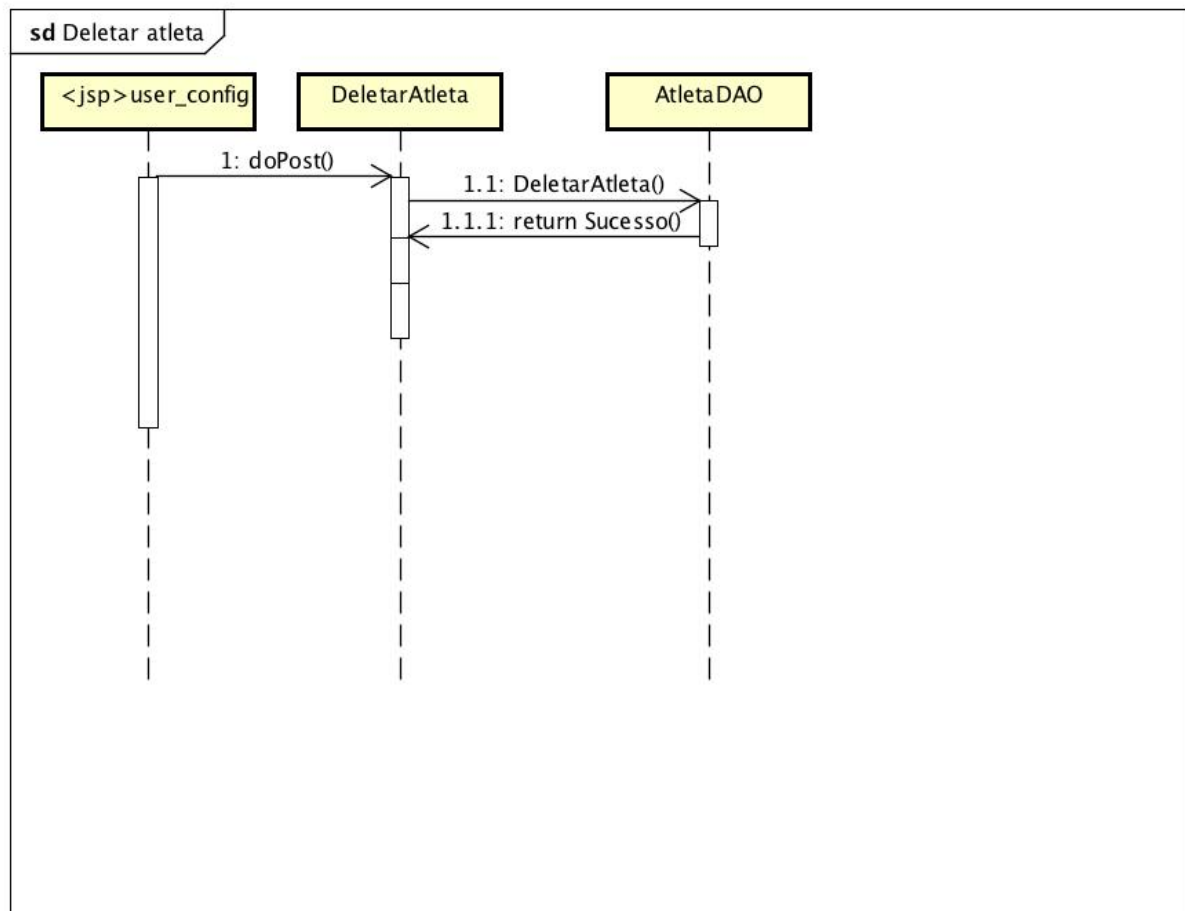 sd Deletar atleta
<jsp>user_config
DeletarAtleta
AtletaDAO
1: doPost()
1.1: DeletarAtleta()
1.1.1: return Sucesso()